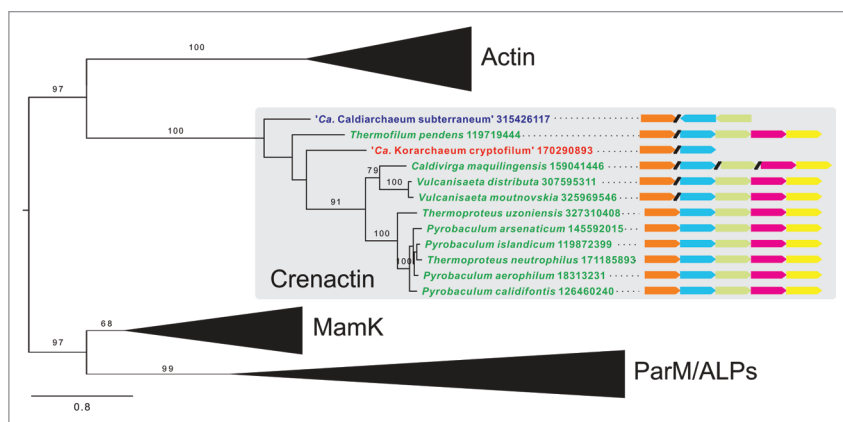 100
Actin
97
100
'Ca. Caldiarchaeum subterraneum' 315426117
Thermofilum pendens 119719444
'Ca. Korarchaeum cryptofilum' 170290893
Caldivirga maquilingensis 159041446
79
Vulcanisaeta distributa 307595311
100
Vulcanisaeta moutnovskia 325969546
91
Thermoproteus uzoniensis 327310408
Pyrobaculum arsenaticum 145592015
100
Pyrobaculum islandicum 119872399
Thermoproteus neutrophilus 171185893
100
Pyrobaculum aerophilum 18313231
Crenactin
Pyrobaculum calidifontis 126460240
68
MamK
97
99
ParM/ALPs
0.8